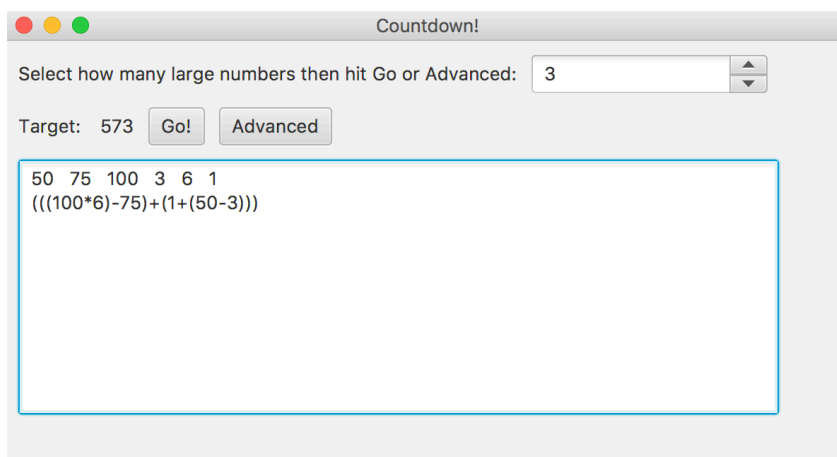 Countdown!
Select how many large numbers then hit Go or Advanced: 3
Target: 573 Go! Advanced
50 75 100 3 6 1
(((100*6)-75)+(1+(50-3)))